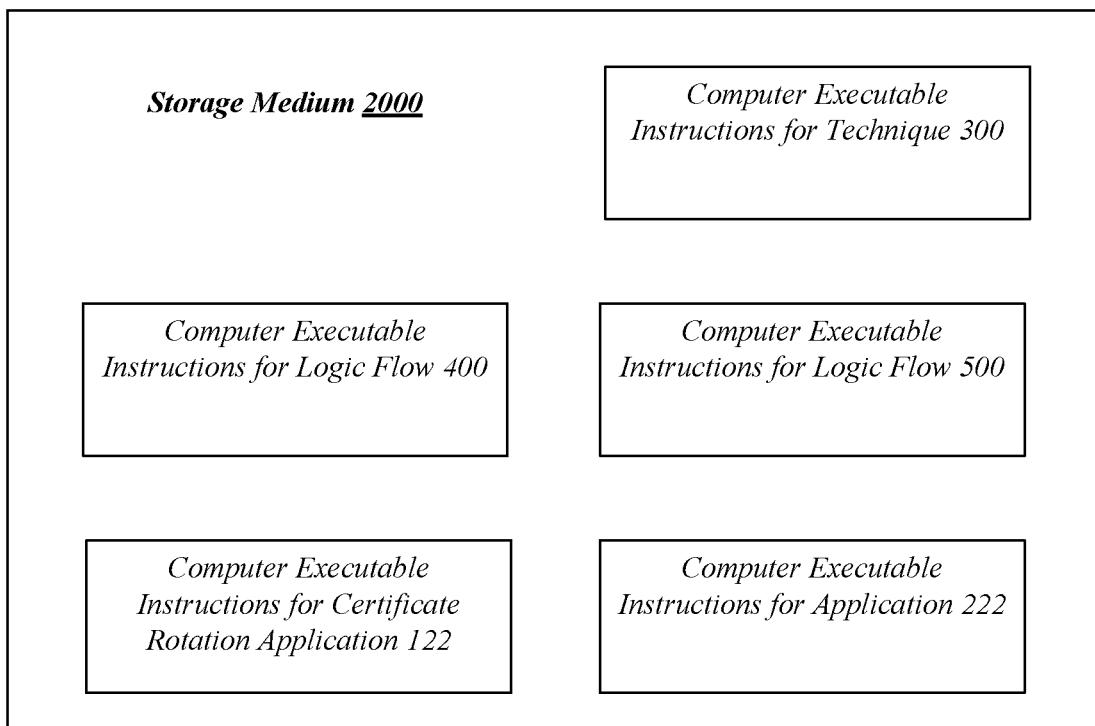 Storage Medium 2000
Computer Executable
Instructions for Technique 300
Computer Executable
Instructions for Logic Flow 400
Computer Executable
Instructions for Logic Flow 500
Computer Executable
Instructions for Certificate
Rotation Application 122
Computer Executable
Instructions for Application 222